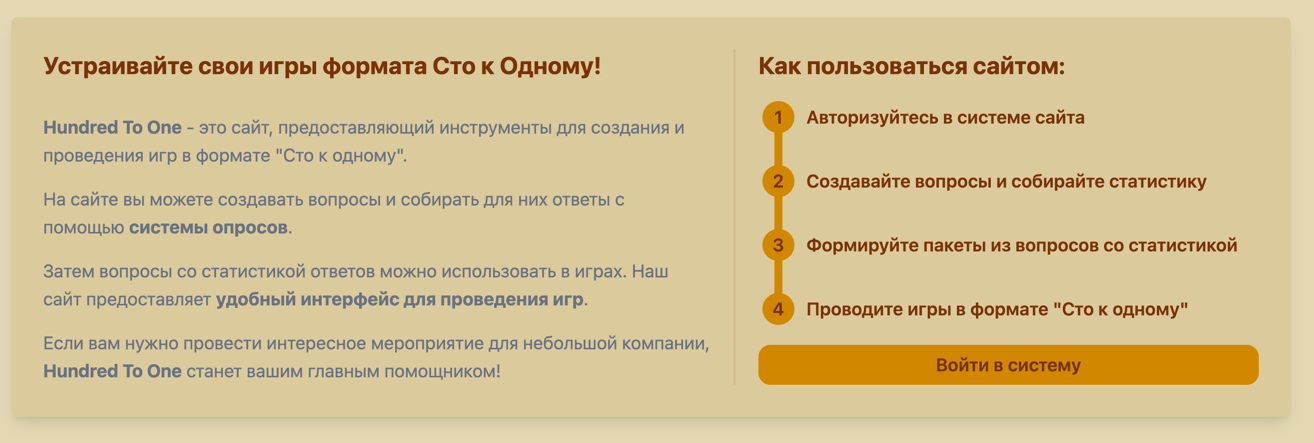 Устраивайте свои игры формата Сто к Одному!
Hundred To One - это сайт, предоставляющий инструменты для создания и
проведения игр в формате "Сто к одному".
На сайте вы можете создавать вопросы и собирать для них ответы с
помощью системы опросов.
Затем вопросы со статистикой ответов можно использовать в играх. Наш
сайт предоставляет удобный интерфейс для проведения игр.
Если вам нужно провести интересное мероприятие для небольшой компании,
Hundred To One станет вашим главным помощником!
Как пользоваться сайтом:
1 Авторизуйтесь в системе сайта
2 Создавайте вопросы и собирайте статистику
3 Формируйте пакеты из вопросов со статистикой
4 Проводите игры в формате "Сто к одному"
Войти в систему